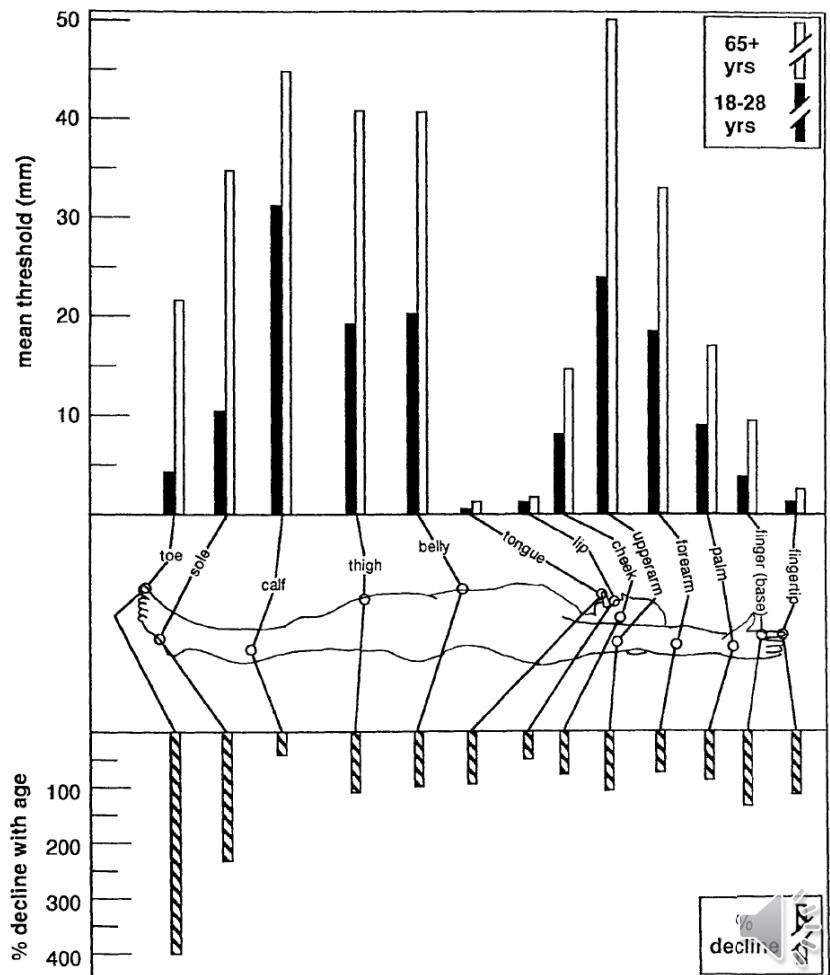 50
40
30
20
10
mean threshold (mm)
65+
yrs
18-28
yrs
toe
sole
calf
thigh
belly
tongue
lip
cheek
upperarm
forearm
palm
finger (base)
fingertip
100
200
300
400
% decline with age
%
decline